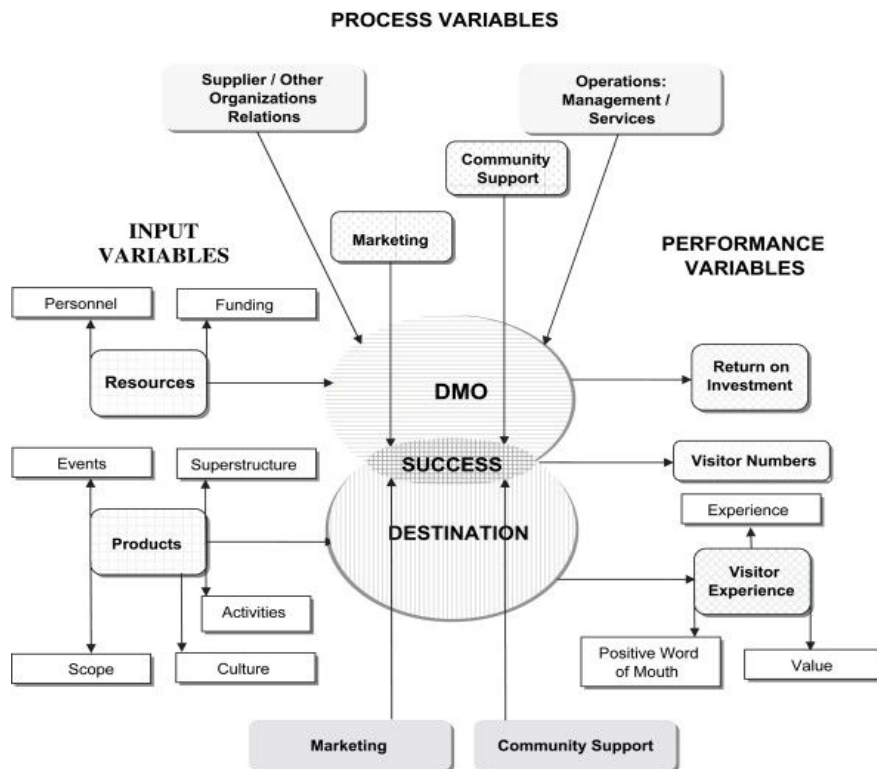 PROCESS VARIABLES
Supplier / Other
Organizations
Relations
Operations:
Management /
Services
Community
Support
Marketing
INPUT
VARIABLES
PERFORMANCE
VARIABLES
Personnel
Funding
Resources
DMO
Return on
Investment
Events
Superstructure
SUCCESS
Visitor Numbers
Experience
Products
DESTINATION
Visitor
Experience
Activities
Scope
Culture
Positive Word
of Mouth
Value
Marketing
Community Support